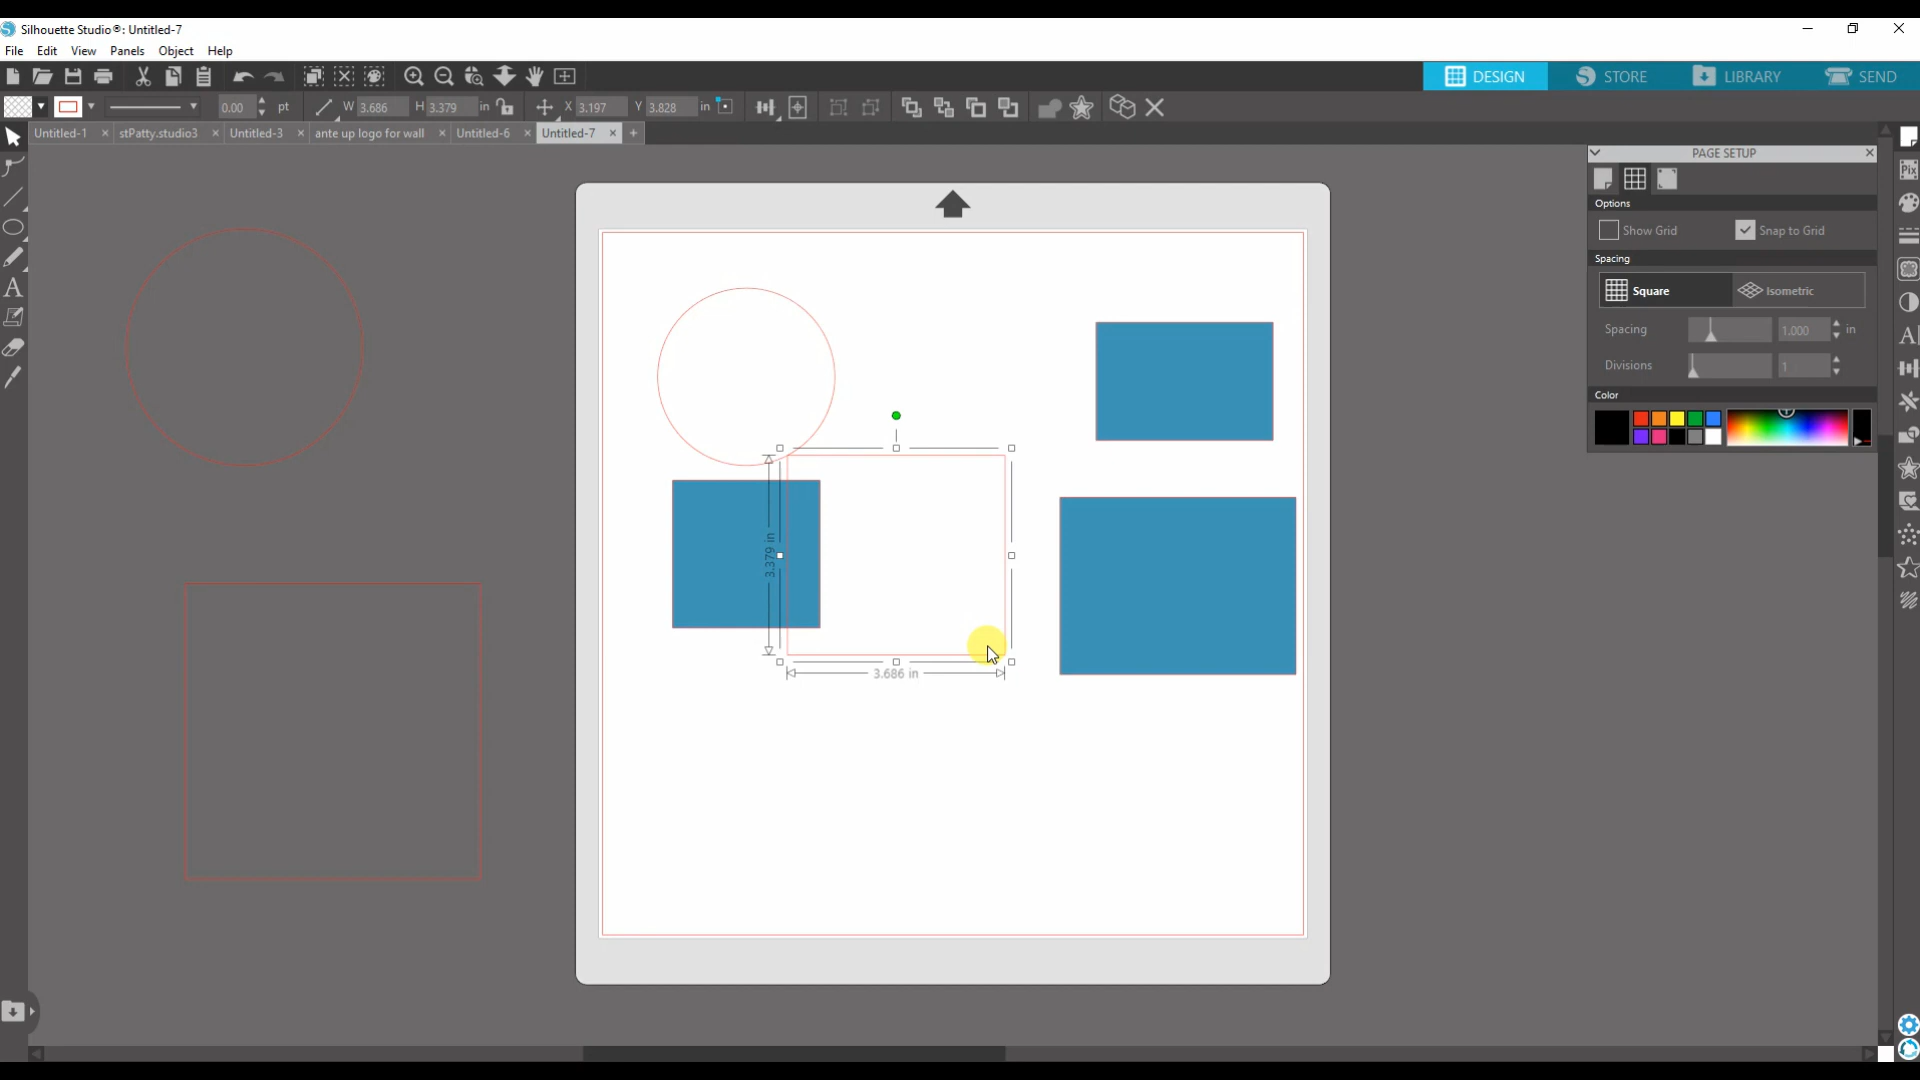 Silhouette Studio®: Untitled-7
File Edit View Panels Object Help
DESIGN STORE LIBRARY SEND
0.00 pt W 3.686 H 3.379 in X 3.197 Y 3.828 in
Untitled-1 stPatty.studio3 Untitled-3 ante up logo for wall Untitled-6 Untitled-7
PAGE SETUP
Options
Show Grid Snap to Grid
Spacing
Square Isometric
Spacing 1.000 in
Divisions 1
Color
3.379 in
3.686 in
Pix